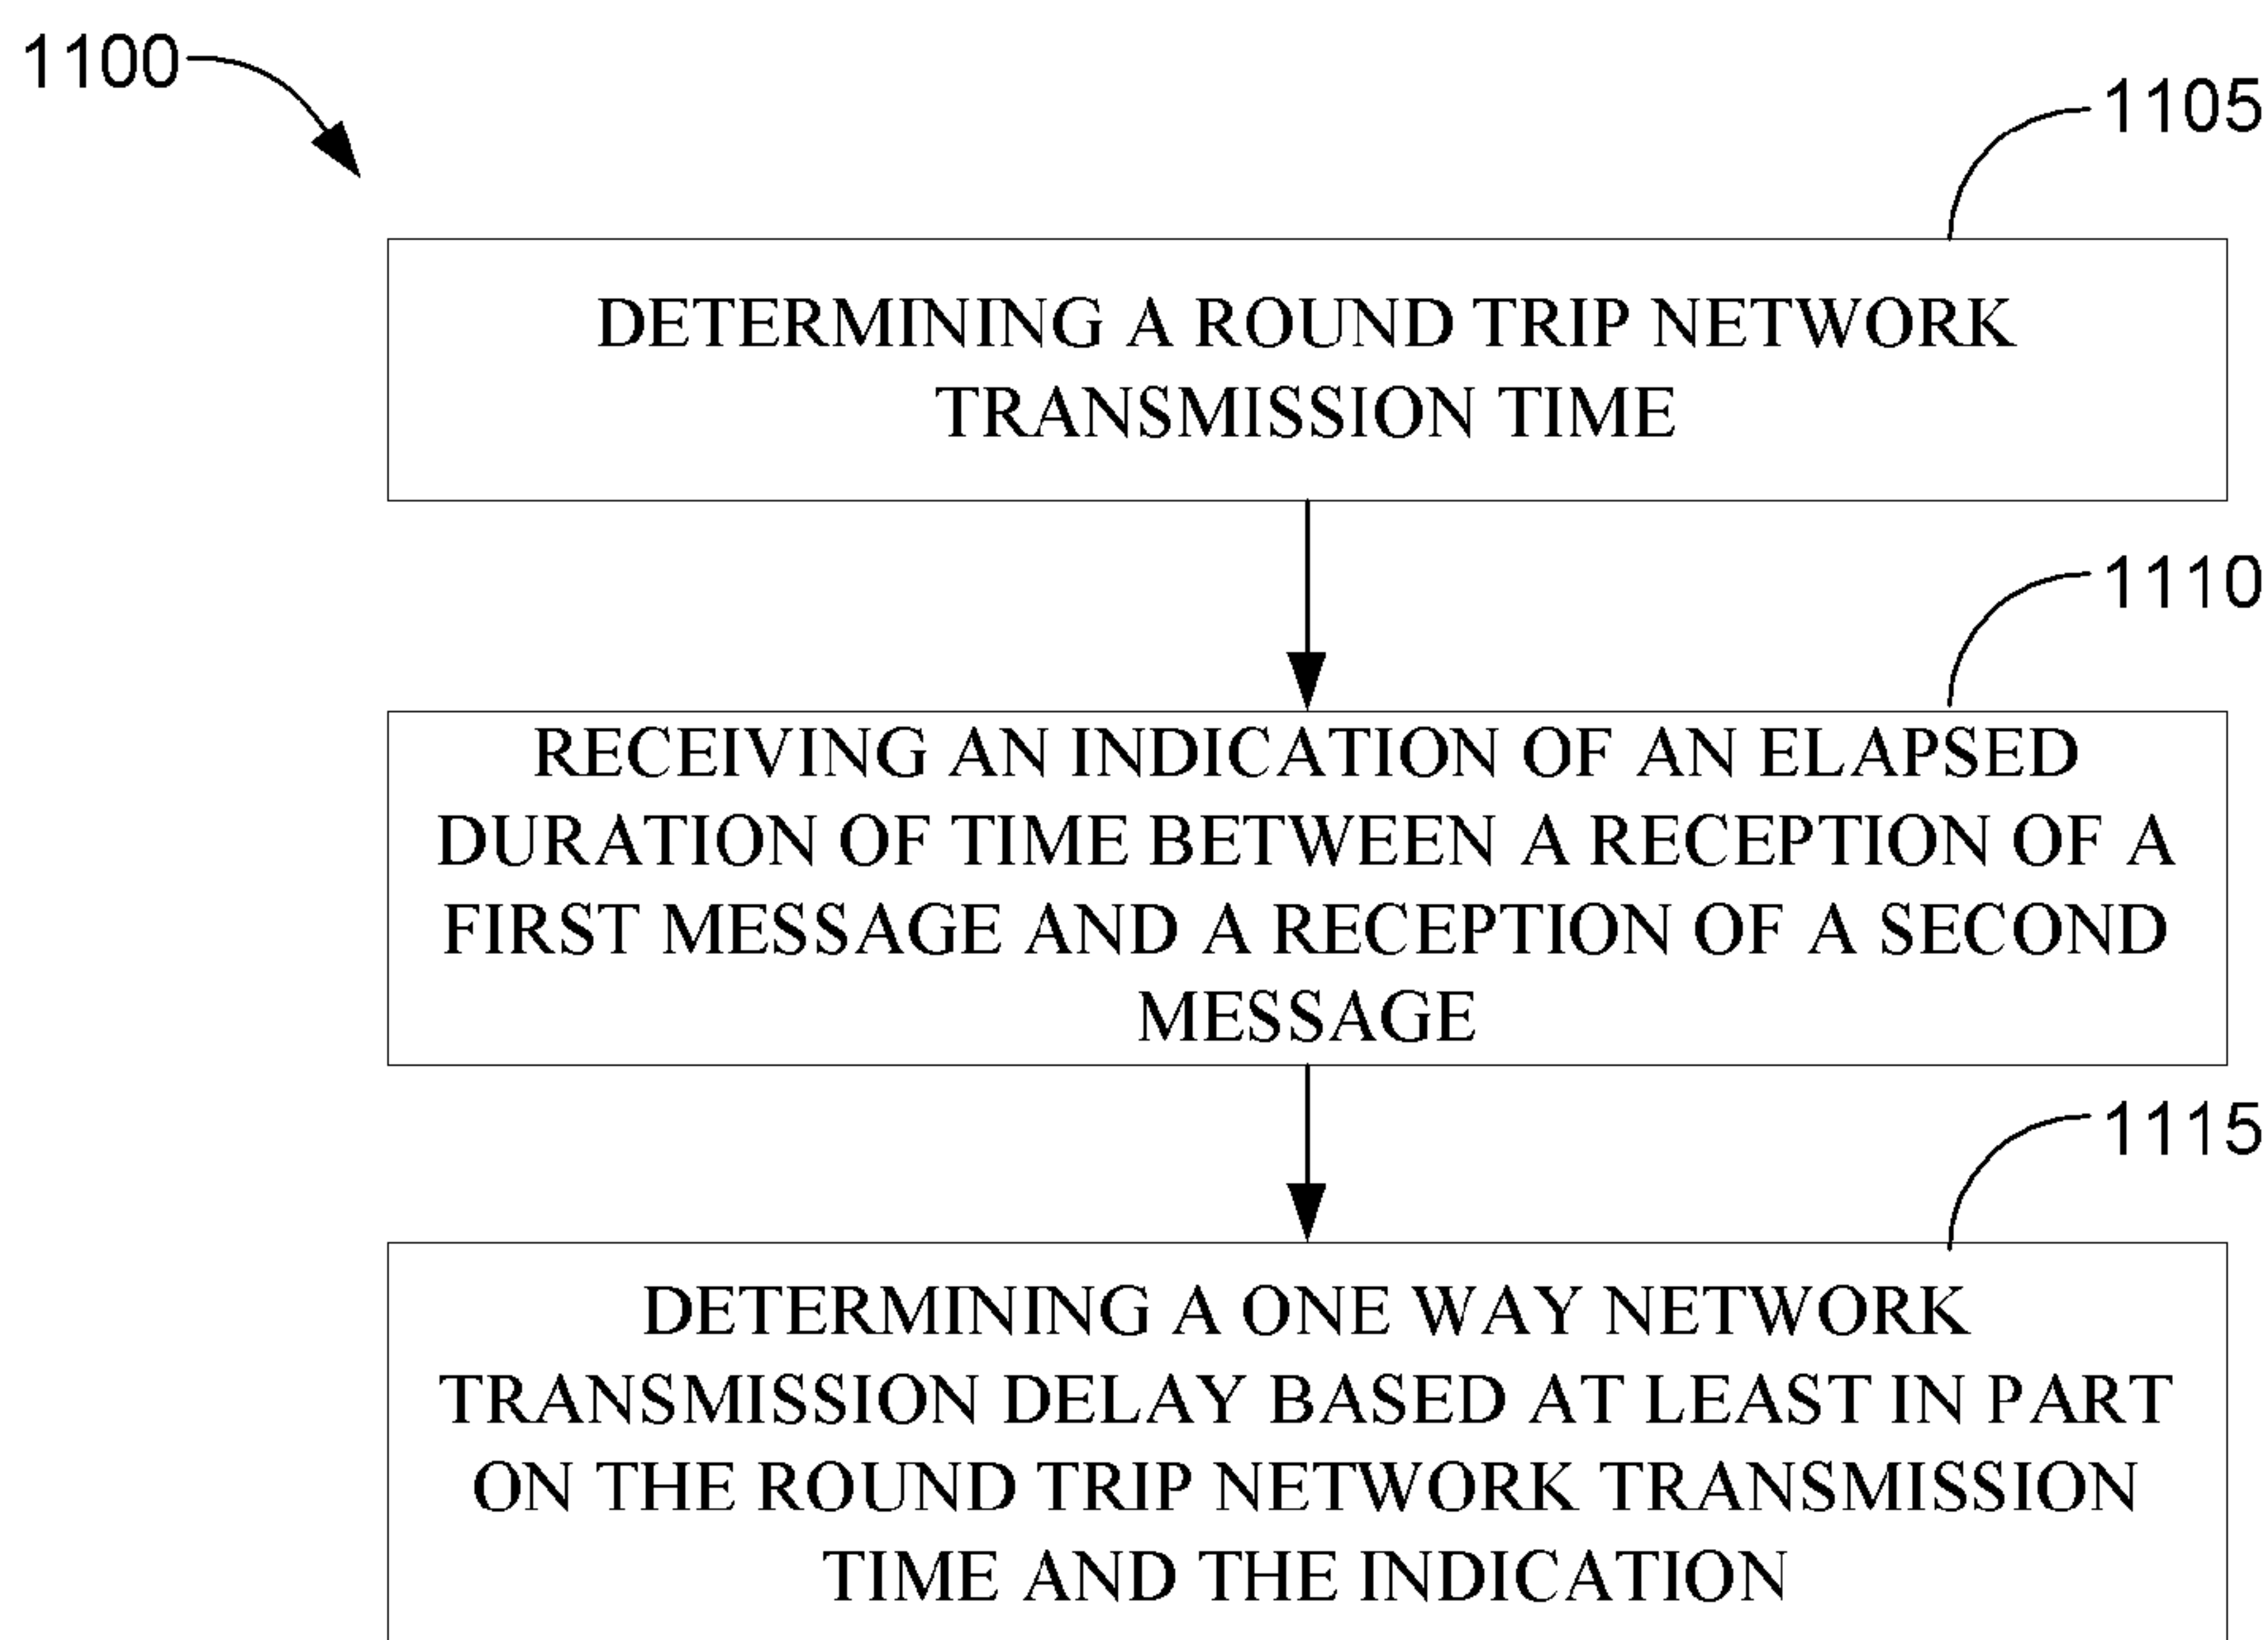 1100
1105
DETERMINING A ROUND TRIP NETWORK
TRANSMISSION TIME
1110
RECEIVING AN INDICATION OF AN ELAPSED
DURATION OF TIME BETWEEN A RECEPTION OF A
FIRST MESSAGE AND A RECEPTION OF A SECOND
MESSAGE
1115
DETERMINING A ONE WAY NETWORK
TRANSMISSION DELAY BASED AT LEAST IN PART
ON THE ROUND TRIP NETWORK TRANSMISSION
TIME AND THE INDICATION